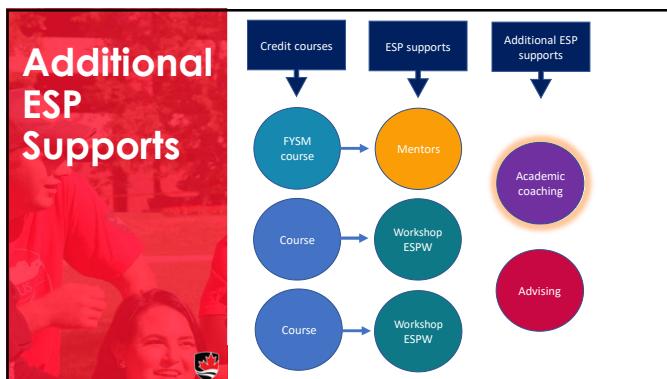 Additional
ESP
Supports
Credit courses
ESP supports
Additional ESP
supports
FYSM
course
Mentors
Academic
coaching
Course
Workshop
ESPW
Advising
Course
Workshop
ESPW